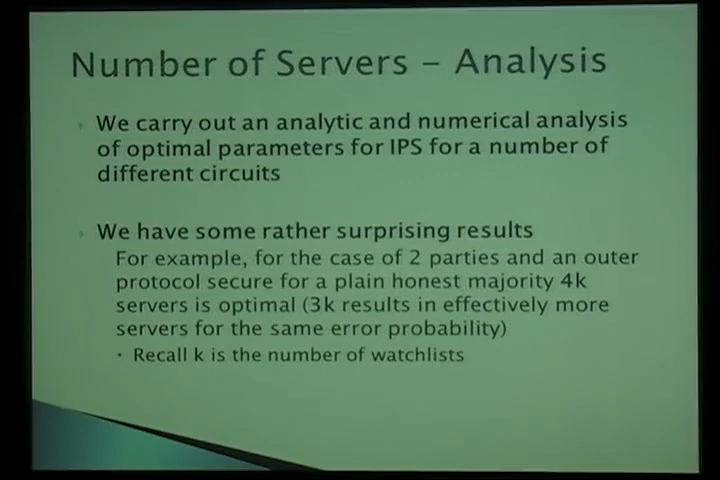 Number of Servers – Analysis
We carry out an analytic and numerical analysis
of optimal parameters for IPS for a number of
different circuits
We have some rather surprising results
For example, for the case of 2 parties and an outer
protocol secure for a plain honest majority 4k
servers is optimal (3k results in effectively more
servers for the same error probability)
• Recall k is the number of watchlists